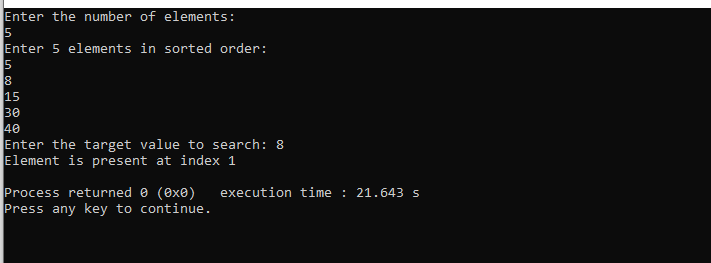 Enter the number of elements:
5
Enter 5 elements in sorted order:
5
8
15
30
40
Enter the target value to search: 8
Element is present at index 1
Process returned 0 (0x0)   execution time : 21.643 s
Press any key to continue.